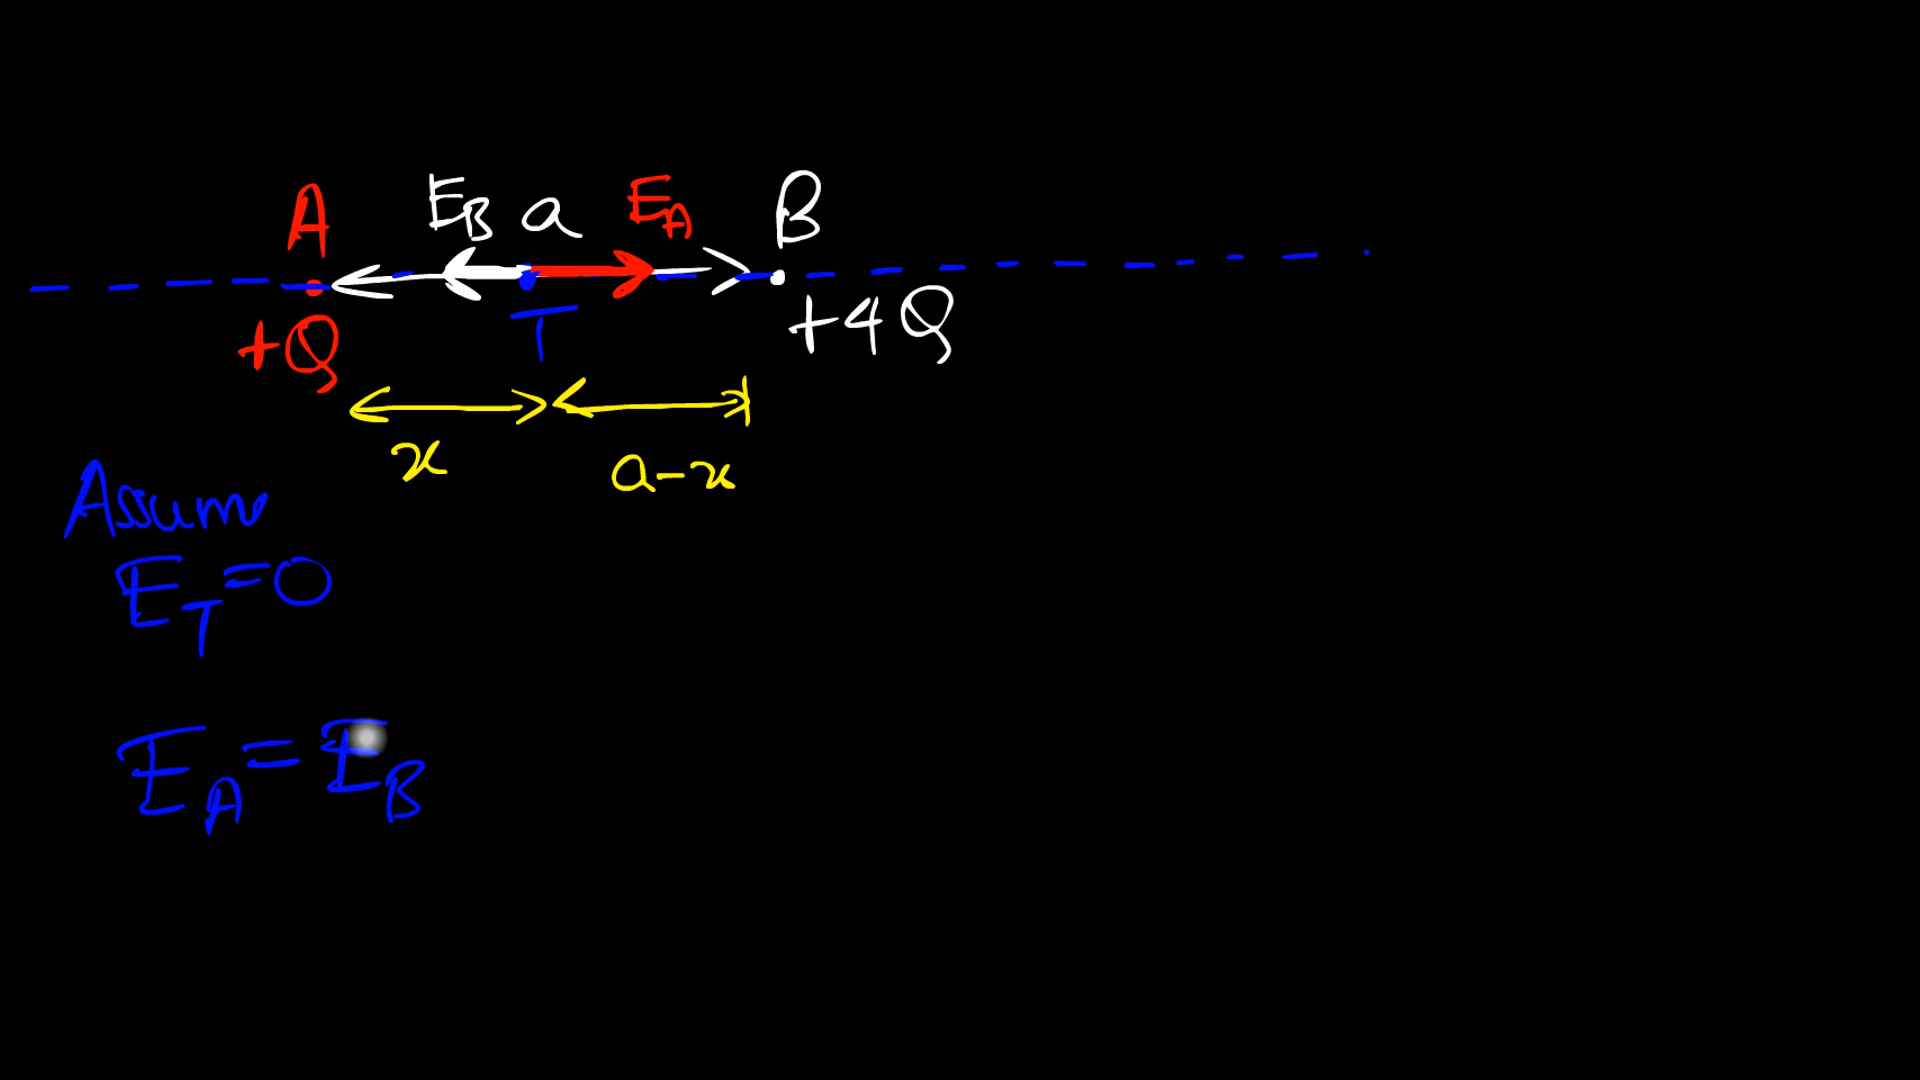 A E_B a E_A B
+Q T +4Q
x a-x
Assume
E_T = 0
E_A = E_B